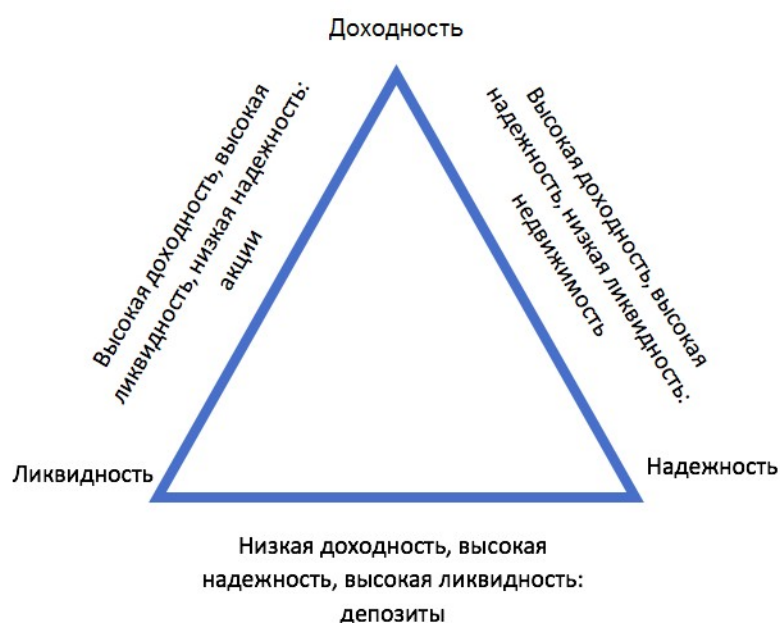 Доходность
Высокая доходность, высокая
ликвидность, низкая надежность:
акции
Высокая доходность, высокая
надежность, низкая ликвидность:
недвижимость
Ликвидность
Надежность
Низкая доходность, высокая
надежность, высокая ликвидность:
депозиты